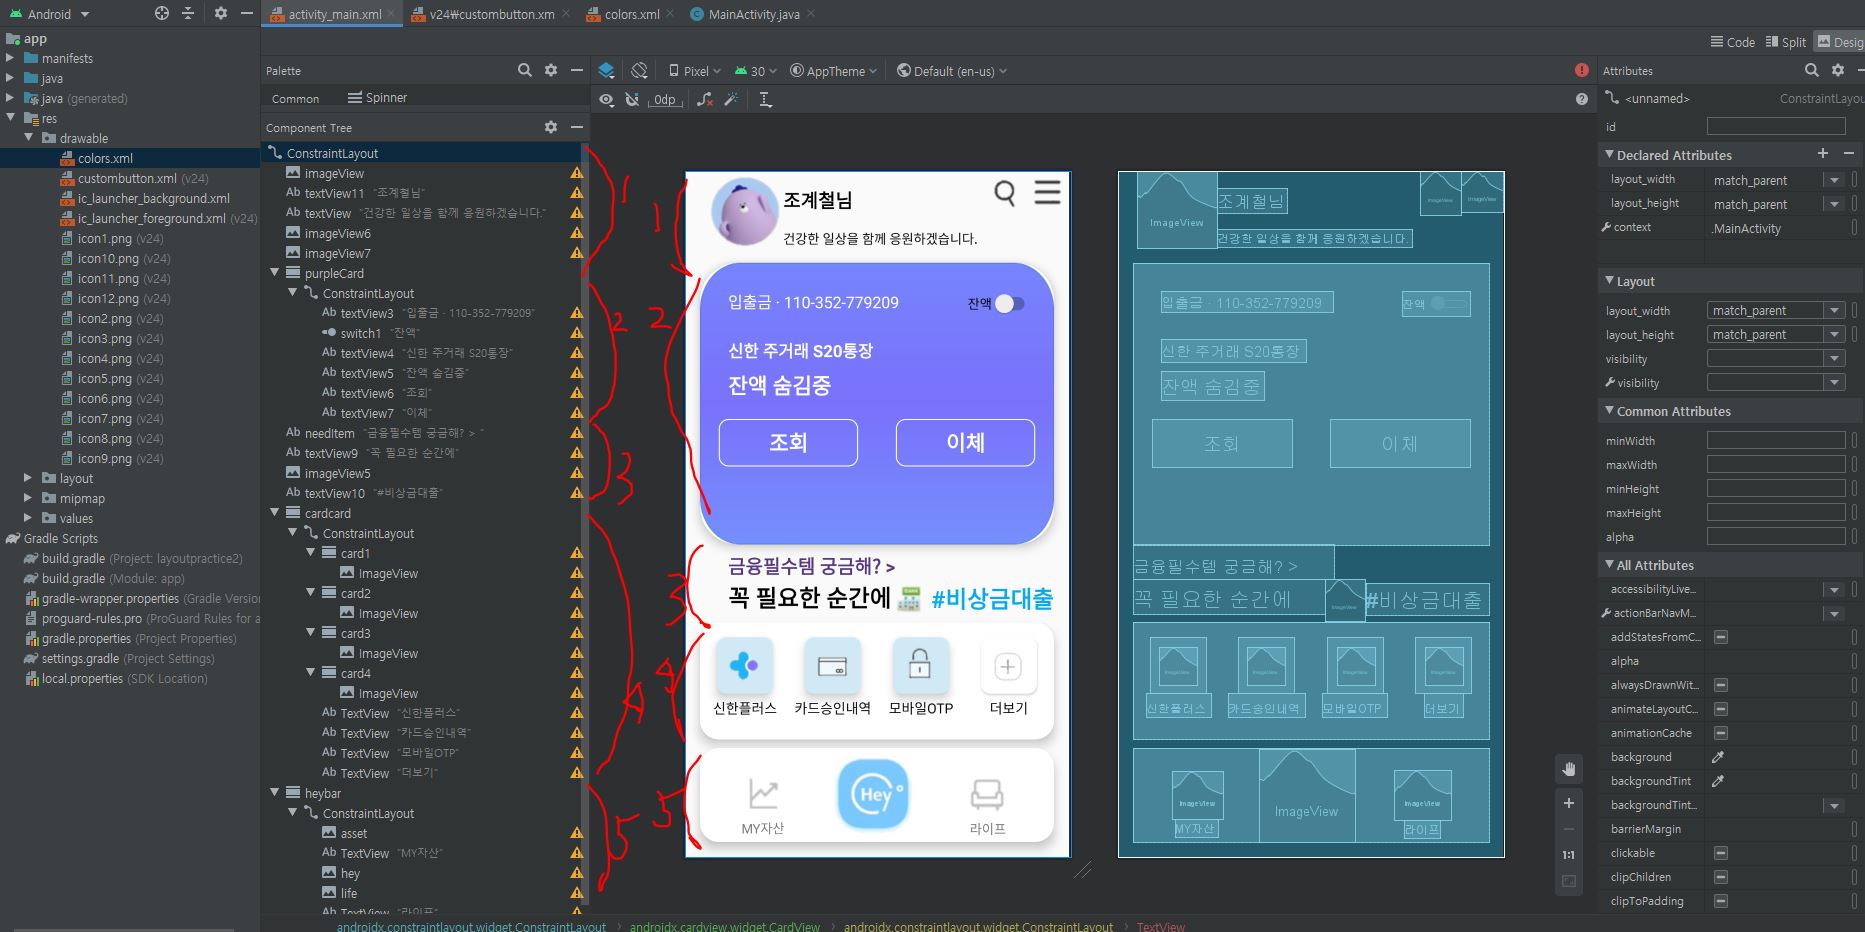 Android
activity_main.xml
v24₩custombutton.xm
colors.xml
MainActivity.java
app
manifests
java
java (generated)
res
drawable
colors.xml
custombutton.xml (v24)
ic_launcher_background.xml
ic_launcher_foreground.xml (v24)
icon1.png (v24)
icon10.png (v24)
icon11.png (v24)
icon12.png (v24)
icon2.png (v24)
icon3.png (v24)
icon4.png (v24)
icon5.png (v24)
icon6.png (v24)
icon7.png (v24)
icon8.png (v24)
icon9.png (v24)
layout
mipmap
values
Gradle Scripts
build.gradle (Project: layoutpractice2)
build.gradle (Module: app)
gradle-wrapper.properties (Gradle Version
proguard-rules.pro (ProGuard Rules for a
gradle.properties (Project Properties)
settings.gradle (Project Settings)
local.properties (SDK Location)
Palette
Common Spinner
Component Tree
ConstraintLayout
imageView
Ab textView11 "조계철님"
Ab textView "건강한 일상을 함께 응원하겠습니다."
imageView6
imageView7
purpleCard
ConstraintLayout
Ab textView3 "입출금 · 110-352-779209"
switch1 "잔액"
Ab textView4 "신한 주거래 S20통장"
Ab textView5 "잔액 숨김중"
Ab textView6 "조회"
Ab textView7 "이체"
Ab needItem "금융필수템 궁금해? > "
Ab textView9 "꼭 필요한 순간에"
imageView5
Ab textView10 "#비상금대출"
cardcard
ConstraintLayout
card1
ImageView
card2
ImageView
card3
ImageView
card4
ImageView
Ab TextView "신한플러스"
Ab TextView "카드승인내역"
Ab TextView "모바일OTP"
Ab TextView "더보기"
heybar
ConstraintLayout
asset
Ab TextView "MY자산"
hey
life
Ab TextView "라이프"
1
2
3
4
5
Code Split Desig
Pixel 30 AppTheme Default (en-us)
0dp
1
2
3
4
5
조계철님
건강한 일상을 함께 응원하겠습니다.
입출금 · 110-352-779209 잔액
신한 주거래 S20통장
잔액 숨김중
조회 이체
금융필수템 궁금해? >
꼭 필요한 순간에 #비상금대출
신한플러스 카드승인내역 모바일OTP 더보기
Hey
MY자산 라이프
ImageView 조계철님 ImageView ImageView
건강한 일상을 함께 응원하겠습니다.
입출금 · 110-352-779209 잔액
신한 주거래 S20통장
잔액 숨김중
조회 이체
금융필수템 궁금해? >
꼭 필요한 순간에 ImageView #비상금대출
ImageView ImageView ImageView ImageView
신한플러스 카드승인내역 모바일OTP 더보기
ImageView ImageView ImageView
MY자산 라이프
1:1
Attributes
<unnamed> ConstraintLayou
id
Declared Attributes
layout_width match_parent
layout_height match_parent
context .MainActivity
Layout
layout_width match_parent
layout_height match_parent
visibility
visibility
Common Attributes
minWidth
maxWidth
minHeight
maxHeight
alpha
All Attributes
accessibilityLive...
actionBarNavM...
addStatesFromC...
alpha
alwaysDrawnWit...
animateLayoutC...
animationCache
background
backgroundTint
backgroundTint...
barrierMargin
clickable
clipChildren
clipToPadding
androidx.constraintlayout.widget.ConstraintLayout › androidx.cardview.widget.CardView › androidx.constraintlayout.widget.ConstraintLayout › TextView